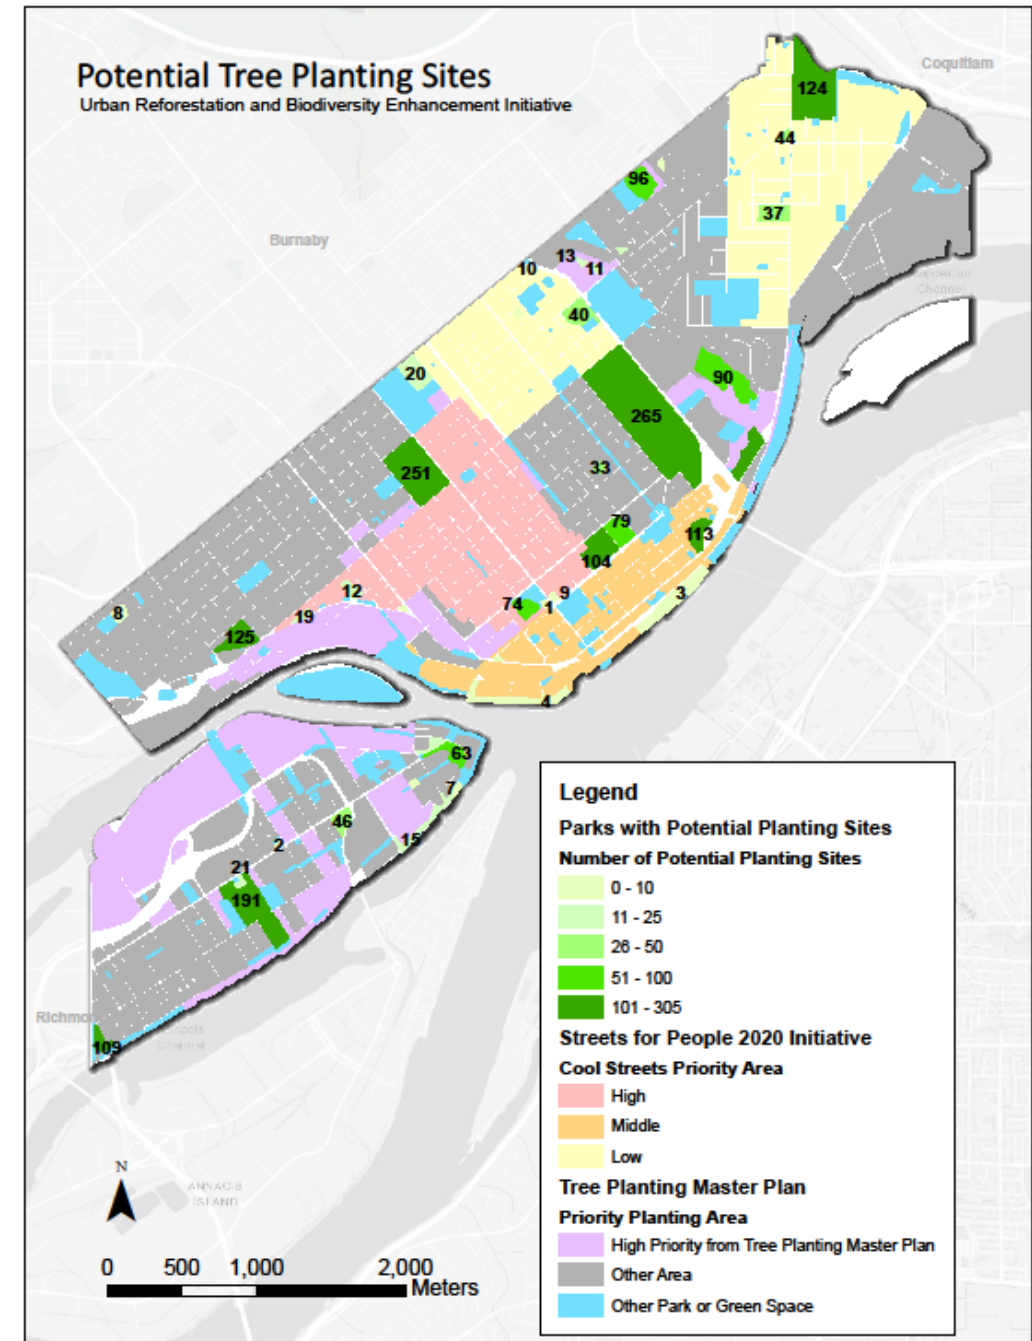 Potential Tree Planting Sites
Urban Reforestation and Biodiversity Enhancement Initiative
Coquitlam
124
44
96
37
Burnaby
13
11
10
40
Channel
20
90
265
33
251
79
113
104
12
74
9
1
3
8
19
125
4
63
7
46
15
2
21
191
109
Channel
ANNACIS
ISLAND
N
0 500 1,000 2,000
Meters
Legend
Parks with Potential Planting Sites
Number of Potential Planting Sites
0 - 10
11 - 25
26 - 50
51 - 100
101 - 305
Streets for People 2020 Initiative
Cool Streets Priority Area
High
Middle
Low
Tree Planting Master Plan
Priority Planting Area
High Priority from Tree Planting Master Plan
Other Area
Other Park or Green Space